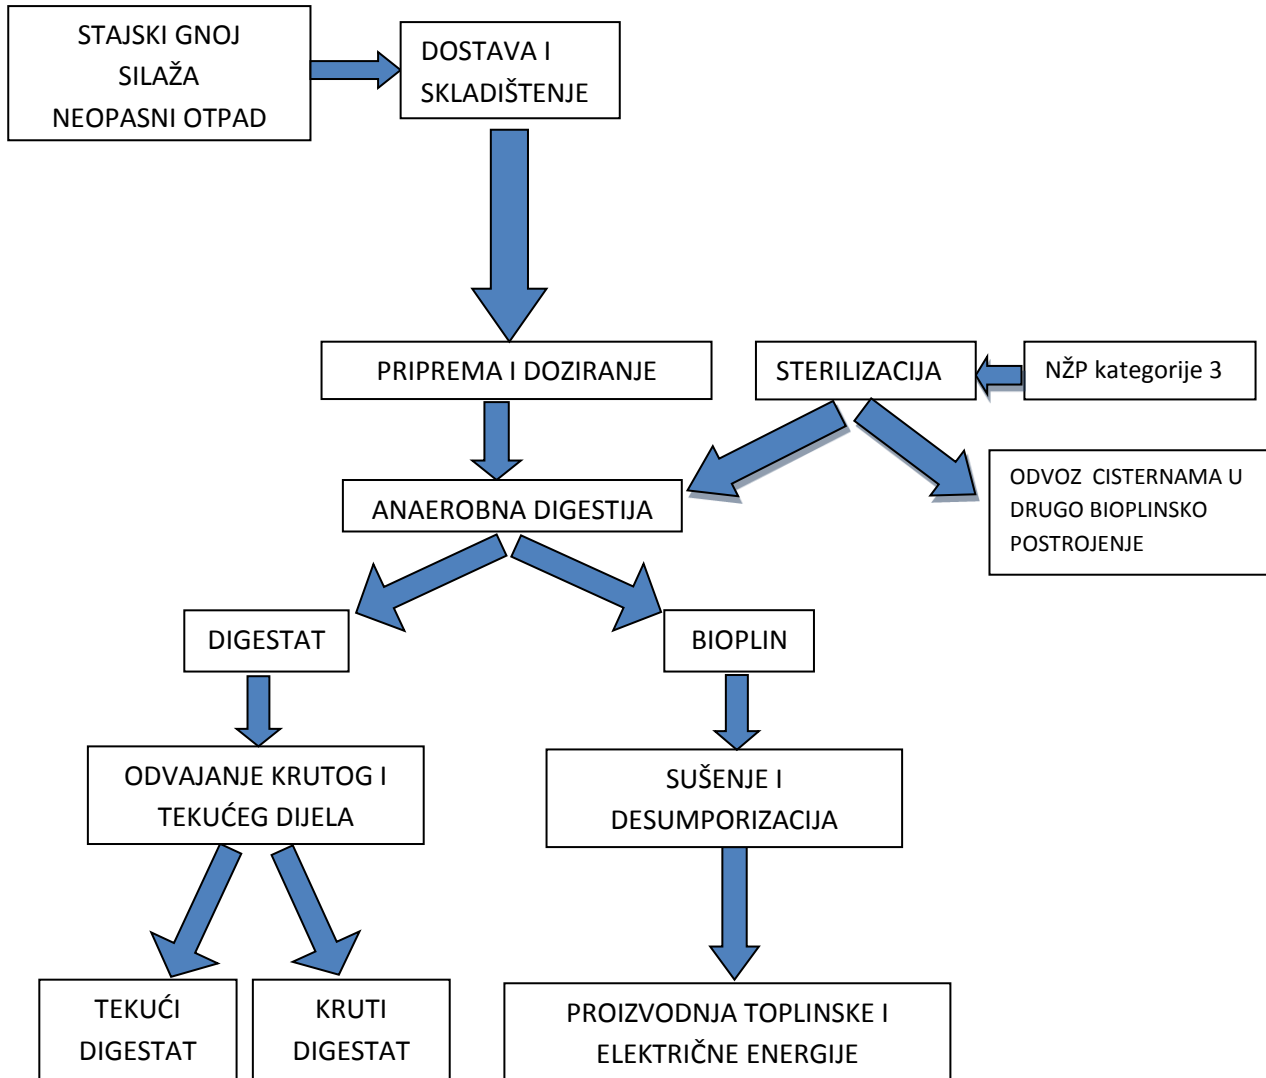 STAJSKI GNOJ
SILAŽA
NEOPASNI OTPAD
DOSTAVA I
SKLADIŠTENJE
PRIPREMA I DOZIRANJE
STERILIZACIJA
NŽP kategorije 3
ANAEROBNA DIGESTIJA
ODVOZ CISTERNAMA U
DRUGO BIOPLINSKO
POSTROJENJE
DIGESTAT
BIOPLIN
ODVAJANJE KRUTOG I
TEKUĆEG DIJELA
SUŠENJE I
DESUMPORIZACIJA
TEKUĆI
DIGESTAT
KRUTI
DIGESTAT
PROIZVODNJA TOPLINSKE I
ELEKTRIČNE ENERGIJE